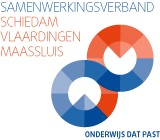 SAMENWERKINGSVERBAND
SCHIEDAM
VLAARDINGEN
MAASSLUIS
ONDERWIJS DAT PAST